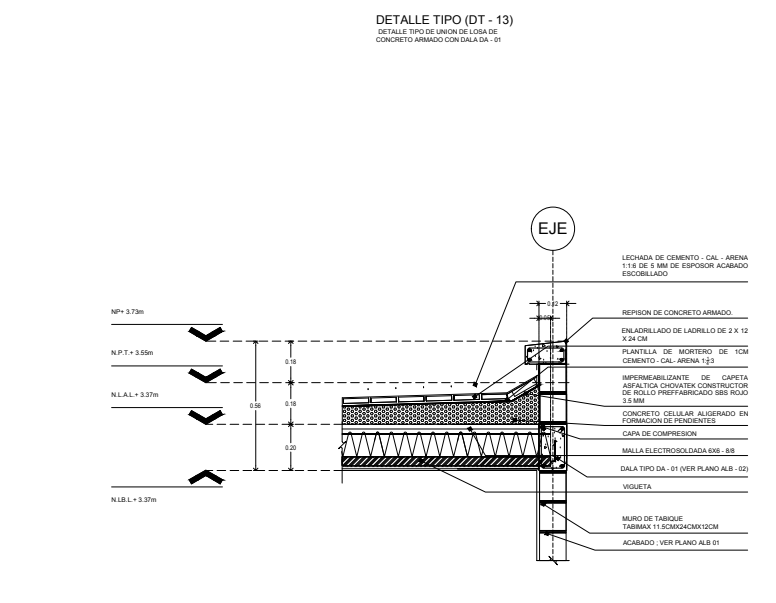 DETALLE TIPO (DT - 13)
DETALLE TIPO DE UNION DE LOSA DE
CONCRETO ARMADO CON DALA DA - 01
EJE
LECHADA DE CEMENTO - CAL - ARENA
1:1:6 DE 5 MM DE ESPOSOR ACABADO
ESCOBILLADO
NP+ 3.73m
REPISON DE CONCRETO ARMADO.
ENLADRILLADO DE LADRILLO DE 2 X 12
X 24 CM
N.P.T.+ 3.55m
PLANTILLA DE MORTERO DE 1CM
CEMENTO - CAL- ARENA
0.18
IMPERMEABILIZANTE DE CAPETA
ASFALTICA CHOVATEK CONSTRUCTOR
DE ROLLO PREFFABRICADO SBS ROJO
3.5 MM
N.L.A.L.+ 3.37m
0.56
0.18
CONCRETO CELULAR ALIGERADO EN
FORMACION DE PENDIENTES
CAPA DE COMPRESION
0.20
MALLA ELECTROSOLDADA 6X6 - 8/8
DALA TIPO DA - 01 (VER PLANO ALB - 02)
VIGUETA
N.LB.L.+ 3.37m
MURO DE TABIQUE
TABIMAX 11.5CMX24CMX12CM
ACABADO ; VER PLANO ALB 01